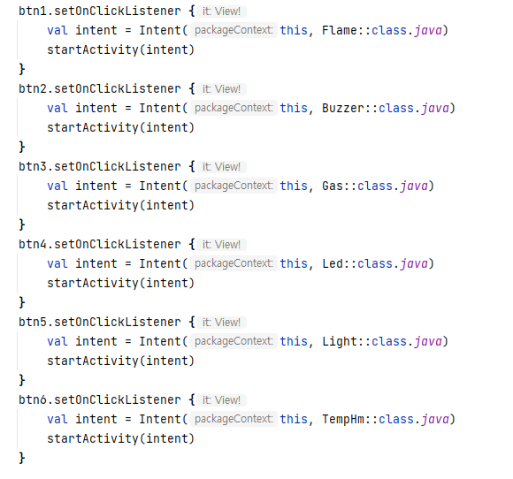 btn1.setOnClickListener { it: View!
    val intent = Intent( packageContext: this, Flame::class.java)
    startActivity(intent)
}
btn2.setOnClickListener { it: View!
    val intent = Intent( packageContext: this, Buzzer::class.java)
    startActivity(intent)
}
btn3.setOnClickListener { it: View!
    val intent = Intent( packageContext: this, Gas::class.java)
    startActivity(intent)
}
btn4.setOnClickListener { it: View!
    val intent = Intent( packageContext: this, Led::class.java)
    startActivity(intent)
}
btn5.setOnClickListener { it: View!
    val intent = Intent( packageContext: this, Light::class.java)
    startActivity(intent)
}
btn6.setOnClickListener { it: View!
    val intent = Intent( packageContext: this, TempHm::class.java)
    startActivity(intent)
}